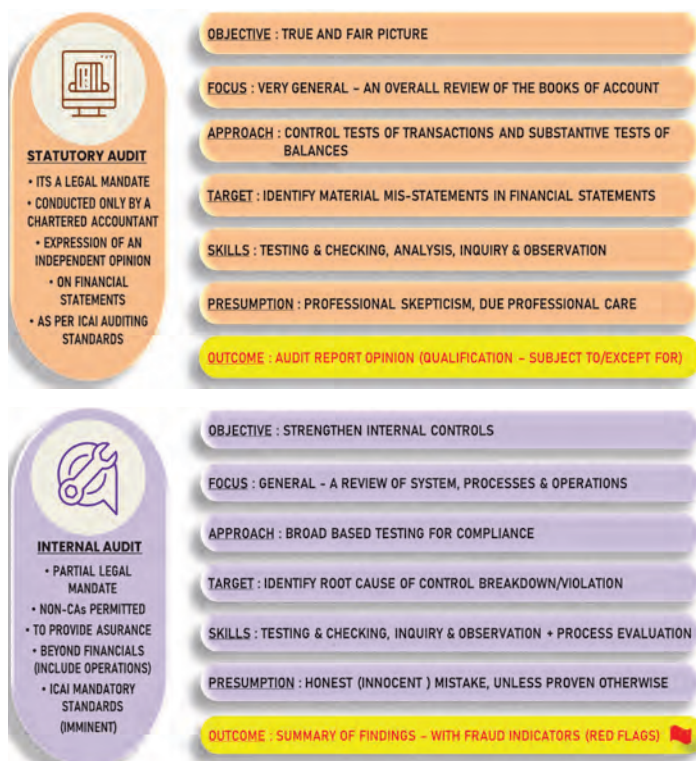 STATUTORY AUDIT
• ITS A LEGAL MANDATE
• CONDUCTED ONLY BY A
CHARTERED ACCOUNTANT
• EXPRESSION OF AN
INDEPENDENT OPINION
• ON FINANCIAL
STATEMENTS
• AS PER ICAI AUDITING
STANDARDS
OBJECTIVE : TRUE AND FAIR PICTURE
FOCUS : VERY GENERAL – AN OVERALL REVIEW OF THE BOOKS OF ACCOUNT
APPROACH : CONTROL TESTS OF TRANSACTIONS AND SUBSTANTIVE TESTS OF
BALANCES
TARGET : IDENTIFY MATERIAL MIS-STATEMENTS IN FINANCIAL STATEMENTS
SKILLS : TESTING & CHECKING, ANALYSIS, INQUIRY & OBSERVATION
PRESUMPTION : PROFESSIONAL SKEPTICISM, DUE PROFESSIONAL CARE
OUTCOME : AUDIT REPORT OPINION (QUALIFICATION – SUBJECT TO/EXCEPT FOR)
INTERNAL AUDIT
• PARTIAL LEGAL
MANDATE
• NON-CAs PERMITTED
• TO PROVIDE ASURANCE
• BEYOND FINANCIALS
(INCLUDE OPERATIONS)
• ICAI MANDATORY
STANDARDS
(IMMINENT)
OBJECTIVE : STRENGTHEN INTERNAL CONTROLS
FOCUS : GENERAL – A REVIEW OF SYSTEM, PROCESSES & OPERATIONS
APPROACH : BROAD BASED TESTING FOR COMPLIANCE
TARGET : IDENTIFY ROOT CAUSE OF CONTROL BREAKDOWN/VIOLATION
SKILLS : TESTING & CHECKING, INQUIRY & OBSERVATION + PROCESS EVALUATION
PRESUMPTION : HONEST (INNOCENT ) MISTAKE, UNLESS PROVEN OTHERWISE
OUTCOME : SUMMARY OF FINDINGS – WITH FRAUD INDICATORS (RED FLAGS)